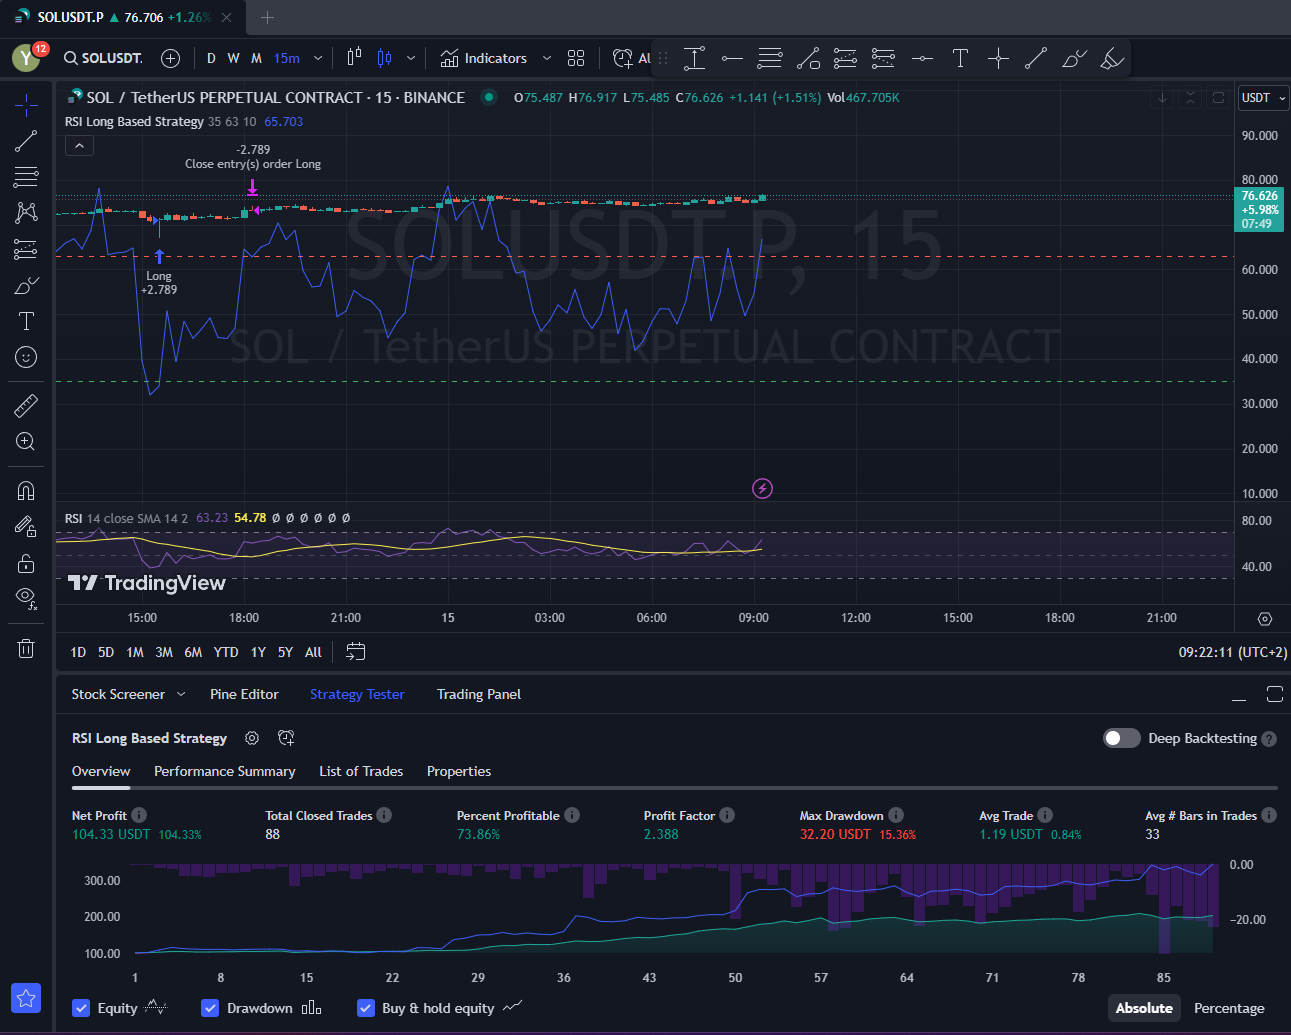 SOLUSDT.P ▲ 76.706 +1.26%
Y 12 SOLUSDT. D W M 15m Indicators Al
SOL / TetherUS PERPETUAL CONTRACT · 15 · BINANCE O75.487 H76.917 L75.485 C76.626 +1.141 (+1.51%) Vol467.705K USDT
RSI Long Based Strategy 35 63 10 65.703
90.000
-2.789
Close entry(s) order Long
80.000
76.626
+5.98%
07:49
SOLUSDT.P, 15
60.000
Long
+2.789
50.000
SOL / TetherUS PERPETUAL CONTRACT
40.000
30.000
20.000
10.000
RSI 14 close SMA 14 2 63.23 54.78 Ø Ø Ø Ø Ø Ø
80.00
40.00
TradingView
15:00 18:00 21:00 15 03:00 06:00 09:00 12:00 15:00 18:00 21:00
1D 5D 1M 3M 6M YTD 1Y 5Y All 09:22:11 (UTC+2)
Stock Screener Pine Editor Strategy Tester Trading Panel
RSI Long Based Strategy Deep Backtesting
Overview Performance Summary List of Trades Properties
Net Profit Total Closed Trades Percent Profitable Profit Factor Max Drawdown Avg Trade Avg # Bars in Trades
104.33 USDT 104.33% 88 73.86% 2.388 32.20 USDT 15.36% 1.19 USDT 0.84% 33
0.00
300.00
200.00
−20.00
100.00
1 8 15 22 29 36 43 50 57 64 71 78 85
Equity Drawdown Buy & hold equity Absolute Percentage